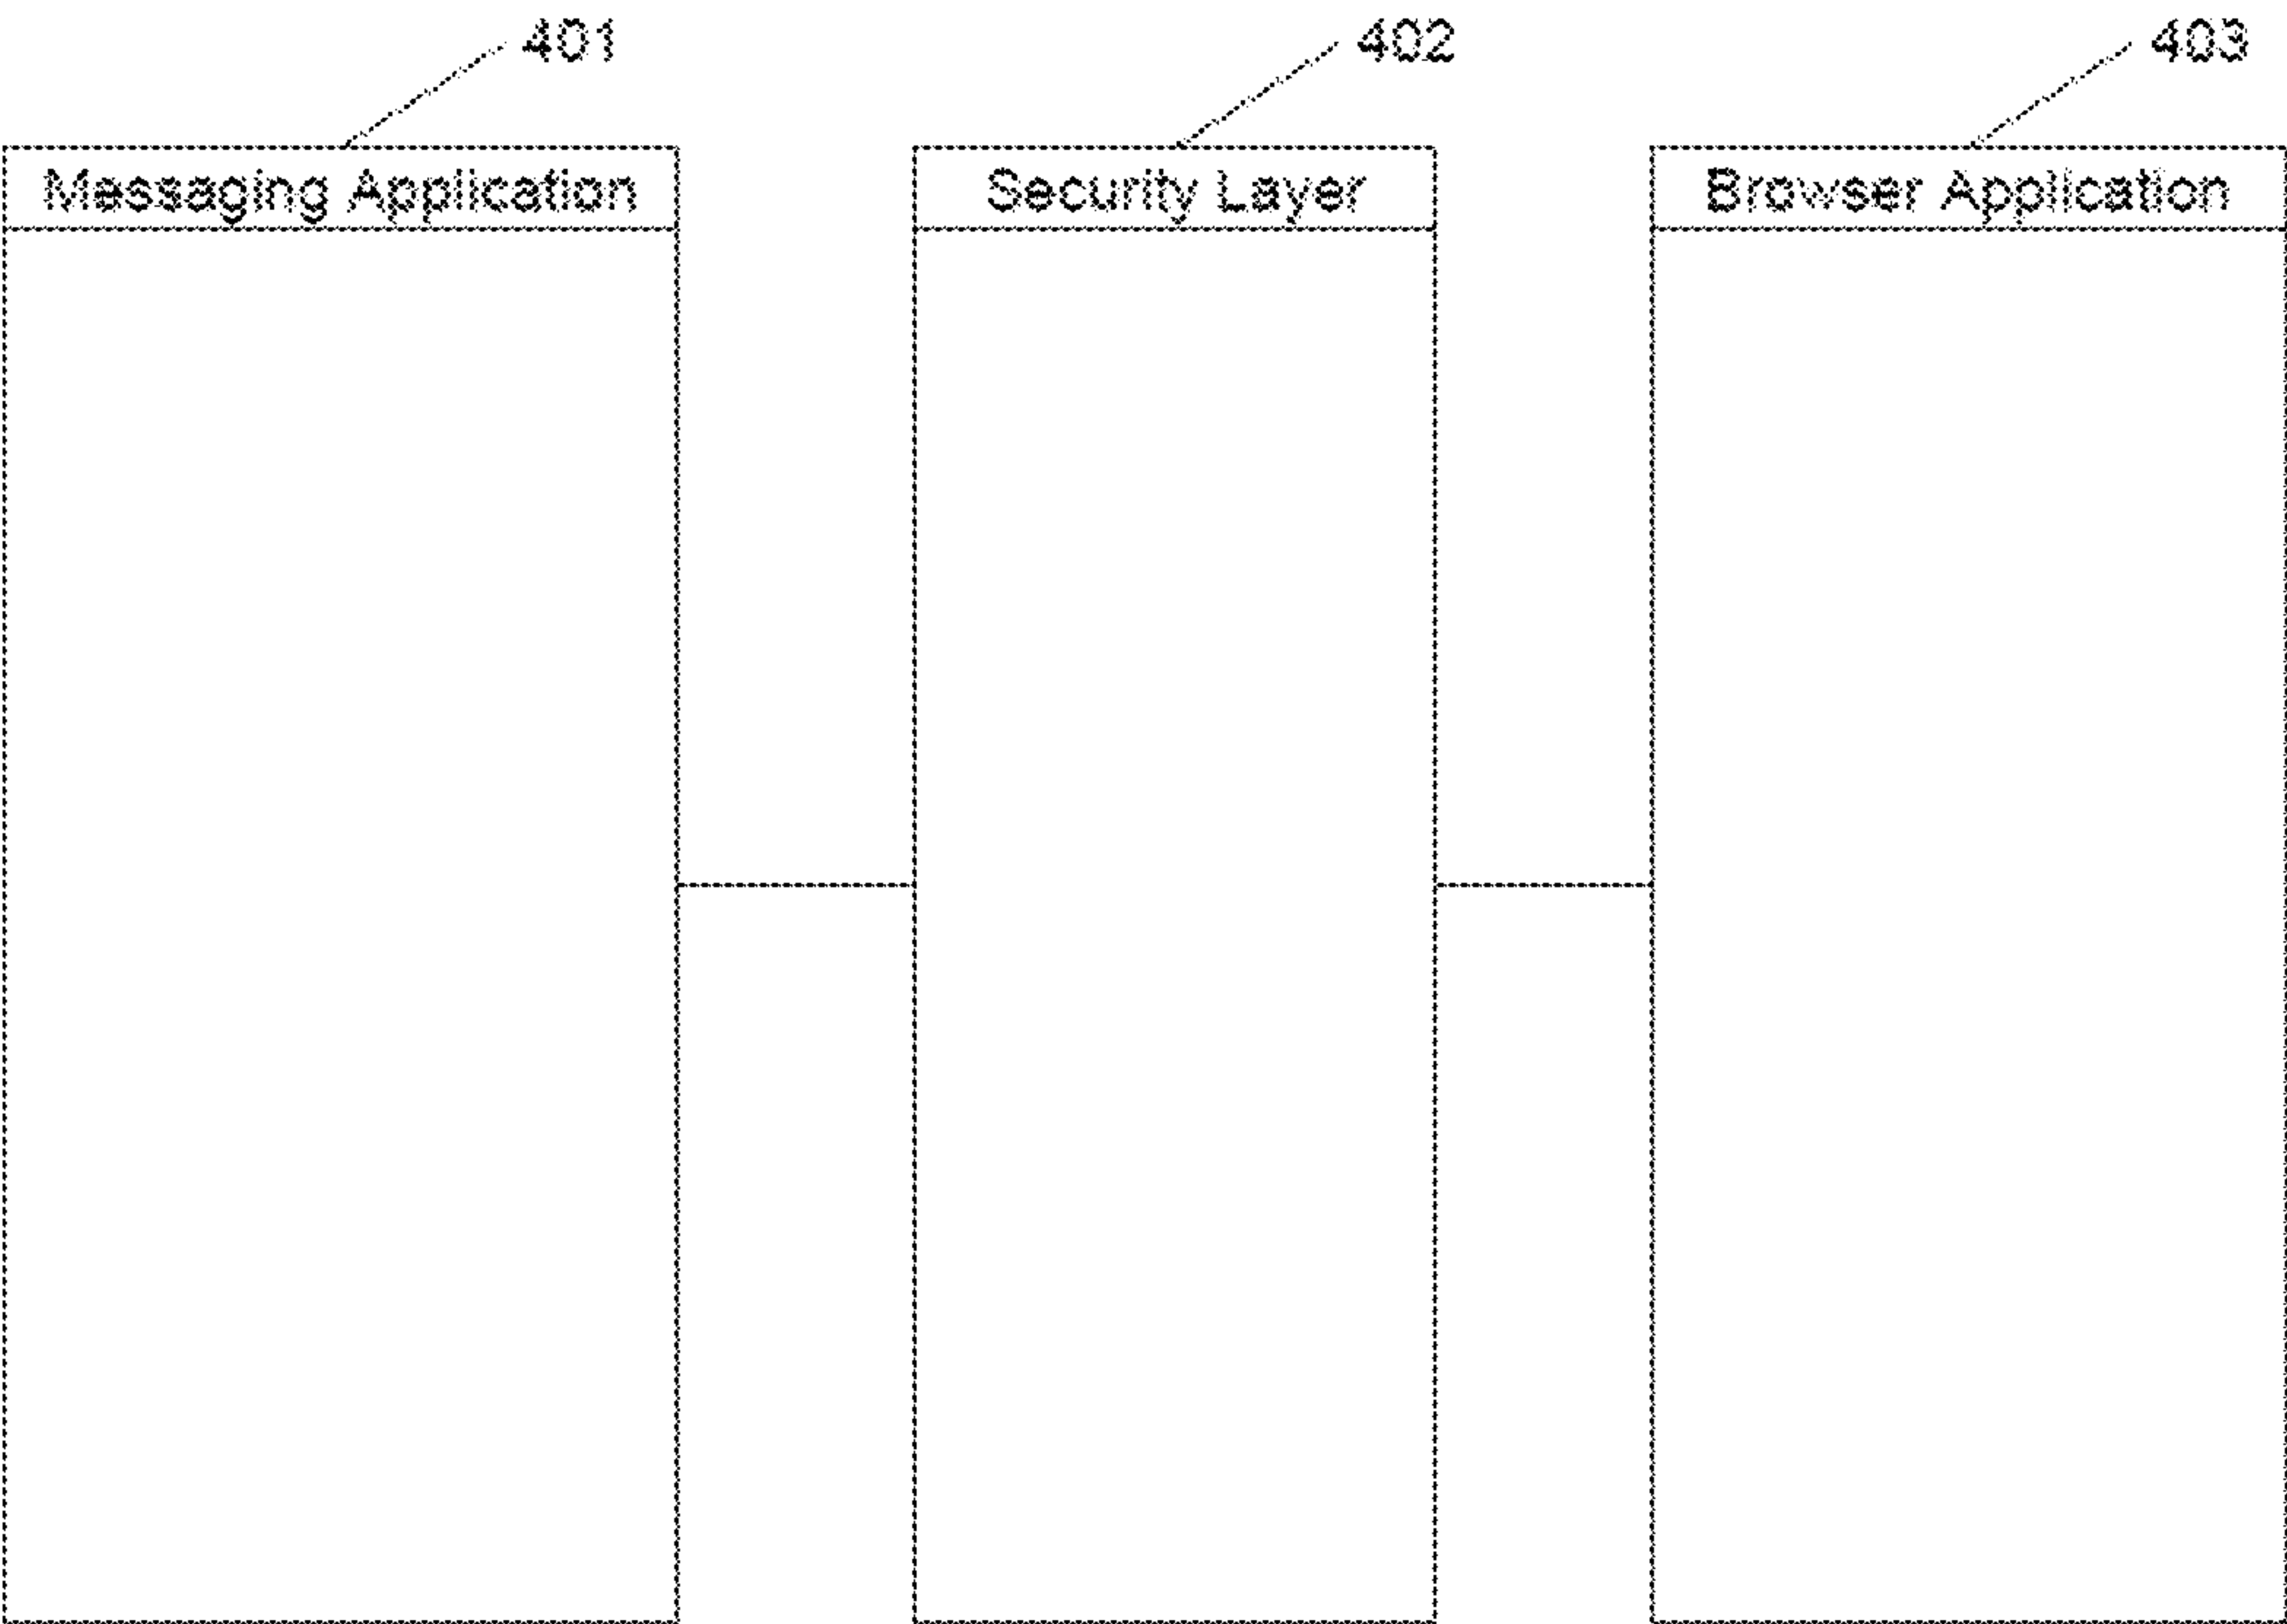 401
402
403
Messaging Application
Security Layer
Browser Application